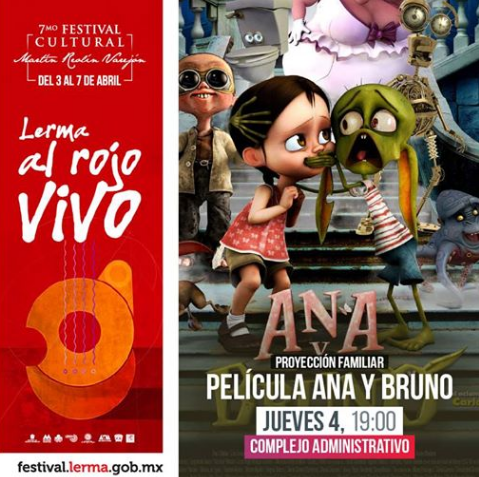 7MO FESTIVAL
CULTURAL
Martín Reolín Varejón
DEL 3 AL 7 DE ABRIL
Lerma
al rojo
vivo
festival.lerma.gob.mx
ANA
Y
PROYECCIÓN FAMILIAR
PELÍCULA ANA Y BRUNO
JUEVES 4, 19:00
COMPLEJO ADMINISTRATIVO